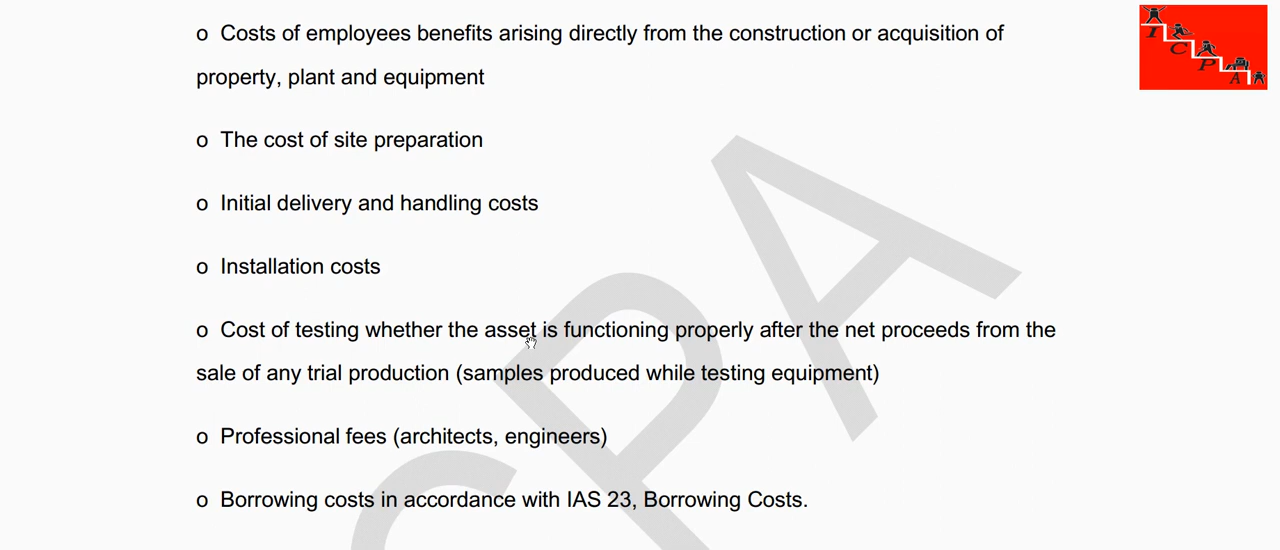 o Costs of employees benefits arising directly from the construction or acquisition of
property, plant and equipment
o The cost of site preparation
o Initial delivery and handling costs
o Installation costs
o Cost of testing whether the asset is functioning properly after the net proceeds from the
sale of any trial production (samples produced while testing equipment)
o Professional fees (architects, engineers)
o Borrowing costs in accordance with IAS 23, Borrowing Costs.
I C P A
CPA